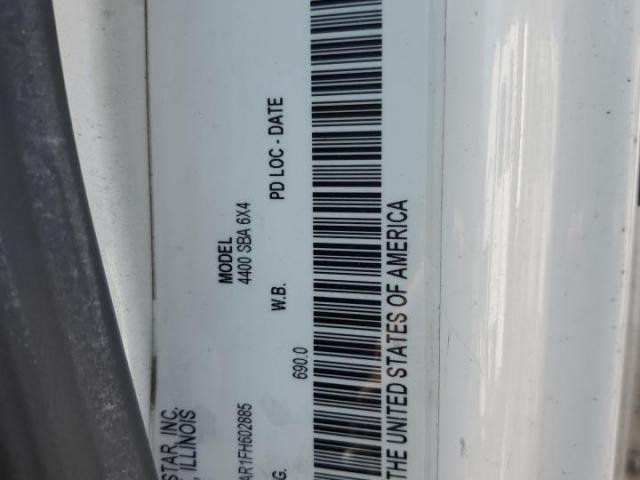 STAR, INC.
, ILLINOIS
MODEL
4400 SBA 6X4
AR1FH602885
W.B.
PD LOC - DATE
690.0
G.
THE UNITED STATES OF AMERICA